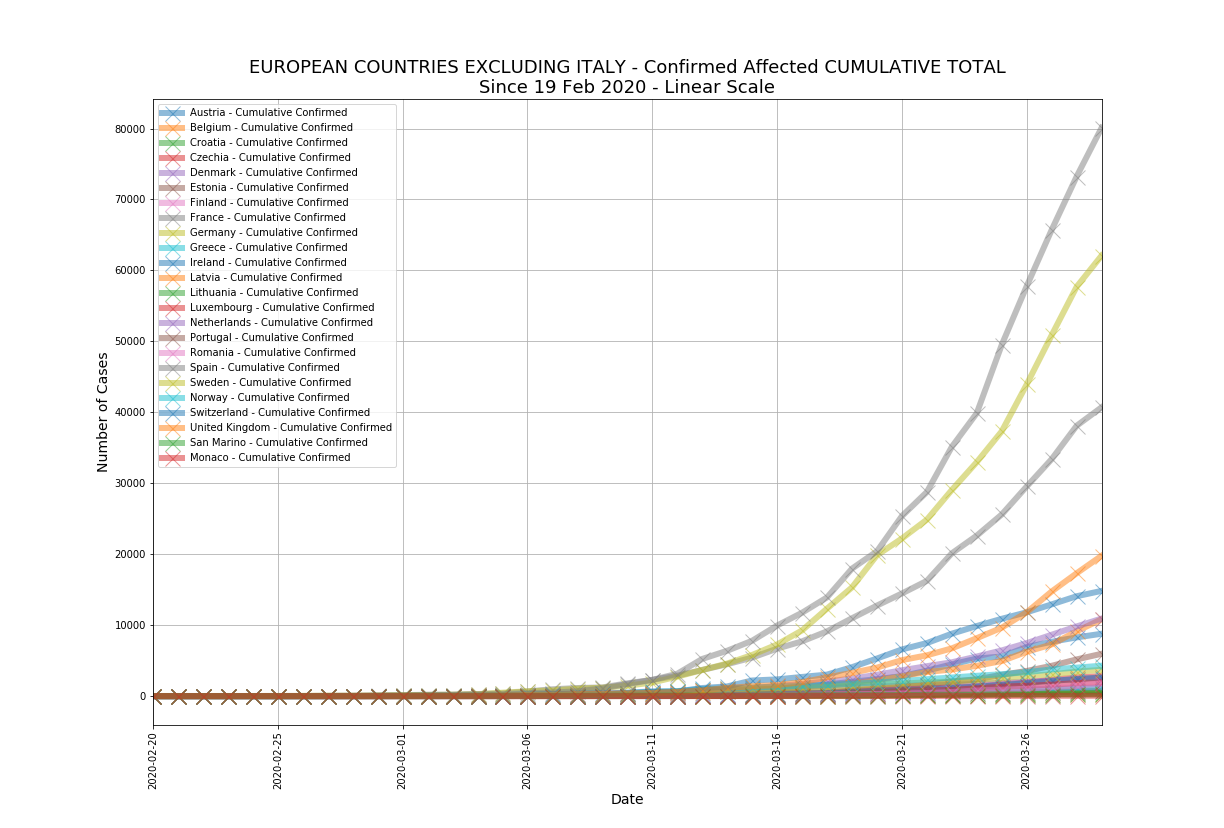 EUROPEAN COUNTRIES EXCLUDING ITALY - Confirmed Affected CUMULATIVE TOTAL
Since 19 Feb 2020 - Linear Scale
Austria - Cumulative Confirmed
Belgium - Cumulative Confirmed
Croatia - Cumulative Confirmed
Czechia - Cumulative Confirmed
Denmark - Cumulative Confirmed
Estonia - Cumulative Confirmed
Finland - Cumulative Confirmed
France - Cumulative Confirmed
Germany - Cumulative Confirmed
Greece - Cumulative Confirmed
Ireland - Cumulative Confirmed
Latvia - Cumulative Confirmed
Lithuania - Cumulative Confirmed
Luxembourg - Cumulative Confirmed
Netherlands - Cumulative Confirmed
Portugal - Cumulative Confirmed
Romania - Cumulative Confirmed
Spain - Cumulative Confirmed
Sweden - Cumulative Confirmed
Norway - Cumulative Confirmed
Switzerland - Cumulative Confirmed
United Kingdom - Cumulative Confirmed
San Marino - Cumulative Confirmed
Monaco - Cumulative Confirmed
Number of Cases
80000
70000
60000
50000
40000
30000
20000
10000
0
2020-02-20
2020-02-25
2020-03-01
2020-03-06
2020-03-11
2020-03-16
2020-03-21
2020-03-26
Date